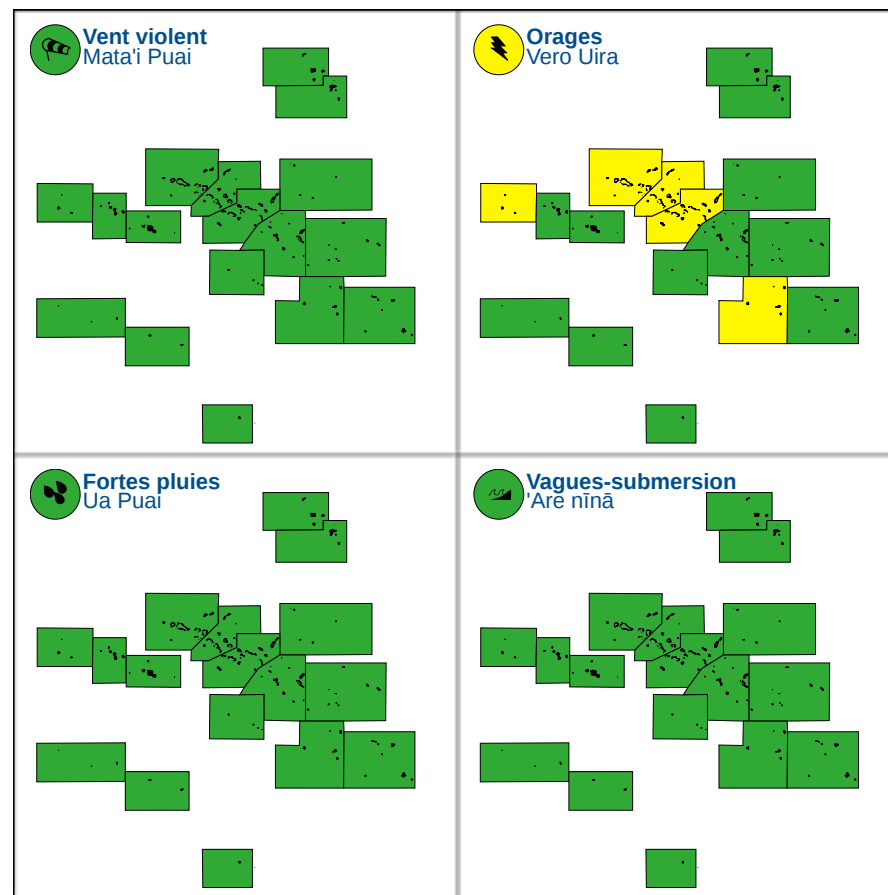 Vent violent
Mata'i Puai
Orages
Vero Uira
Fortes pluies
Ua Puai
Vagues-submersion
'Are nīnā